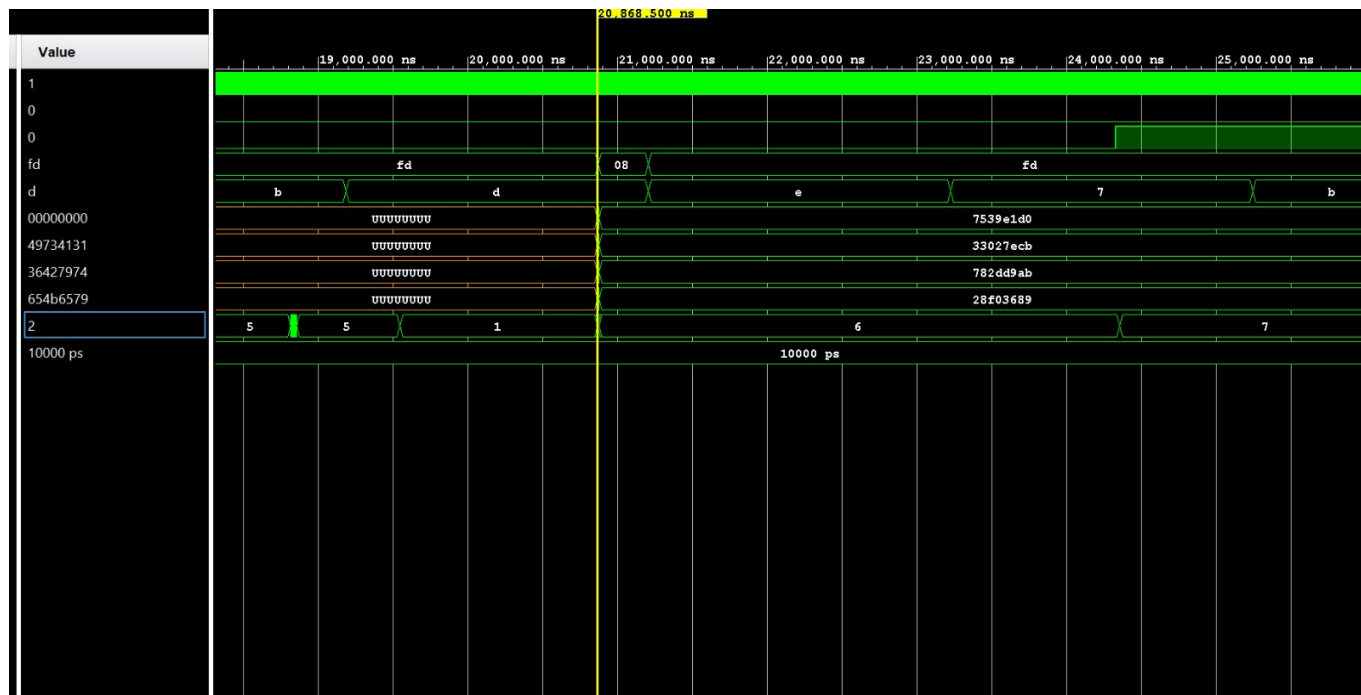 20,868.500 ns
Value
19,000.000 ns 20,000.000 ns 21,000.000 ns 22,000.000 ns 23,000.000 ns 24,000.000 ns 25,000.000 ns
1
0
0
fd fd 08 fd
d b d e 7 b
00000000 UUUUUUUU 7539e1d0
49734131 UUUUUUUU 33027ecb
36427974 UUUUUUUU 782dd9ab
654b6579 UUUUUUUU 28f03689
2 5 5 1 6 7
10000 ps 10000 ps